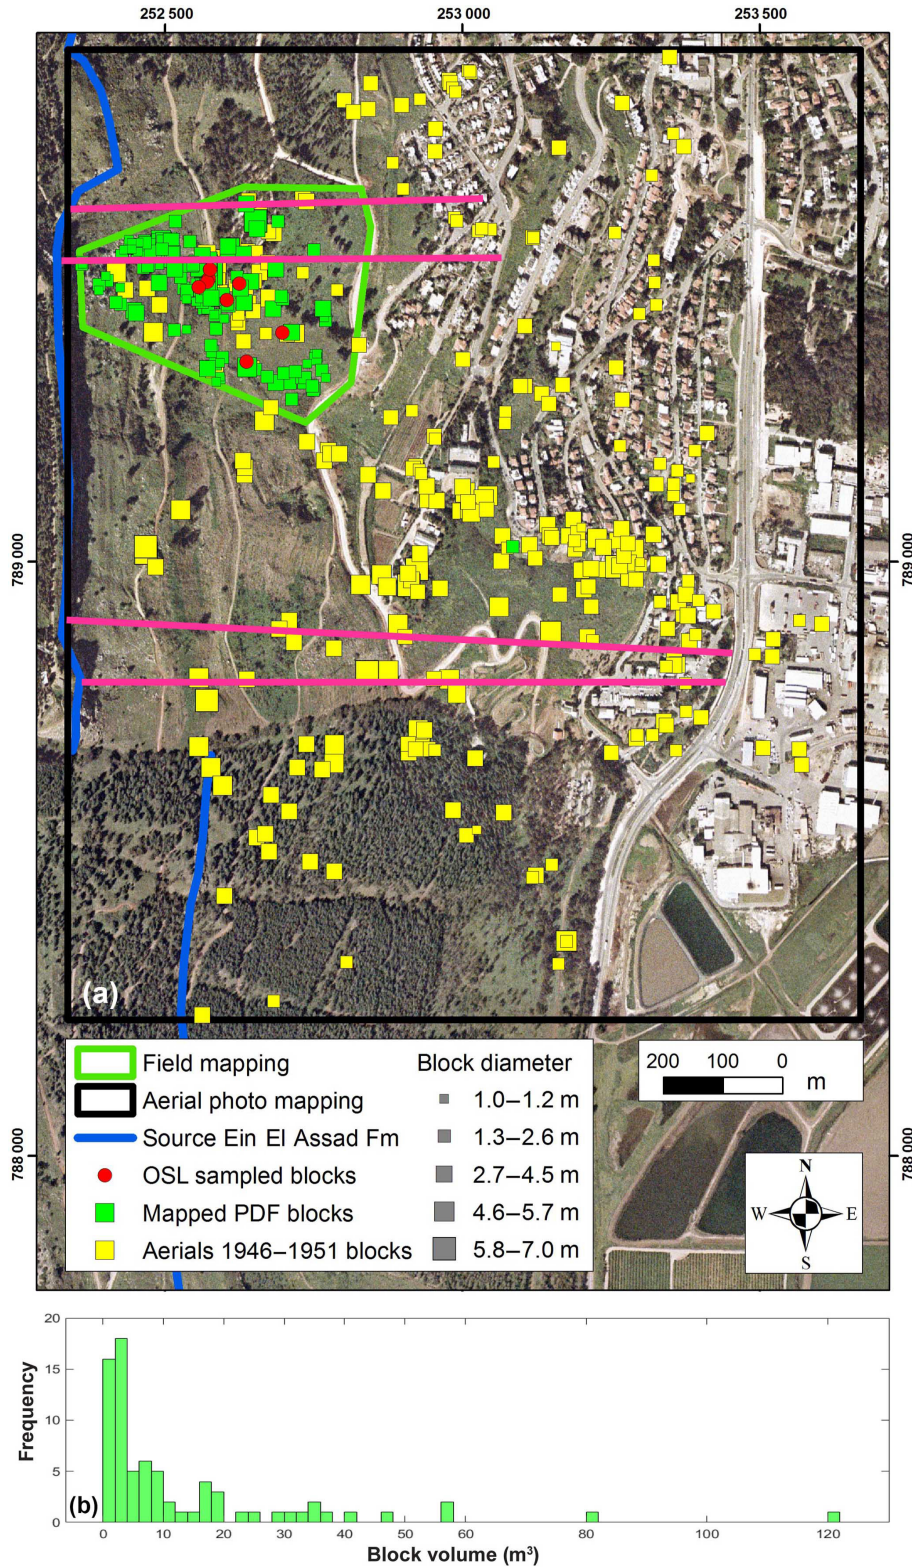 252 500 253 000 253 500
789 000 789 000
(a)
Field mapping
Aerial photo mapping
Source Ein El Assad Fm
OSL sampled blocks
Mapped PDF blocks
Aerials 1946–1951 blocks
Block diameter
1.0–1.2 m
1.3–2.6 m
2.7–4.5 m
4.6–5.7 m
5.8–7.0 m
200 100 0
m
N
W E
S
788 000 788 000
20
15
10
5
0
Frequency
(b)
0 10 20 30 40 50 60 80 100 120
Block volume (m³)